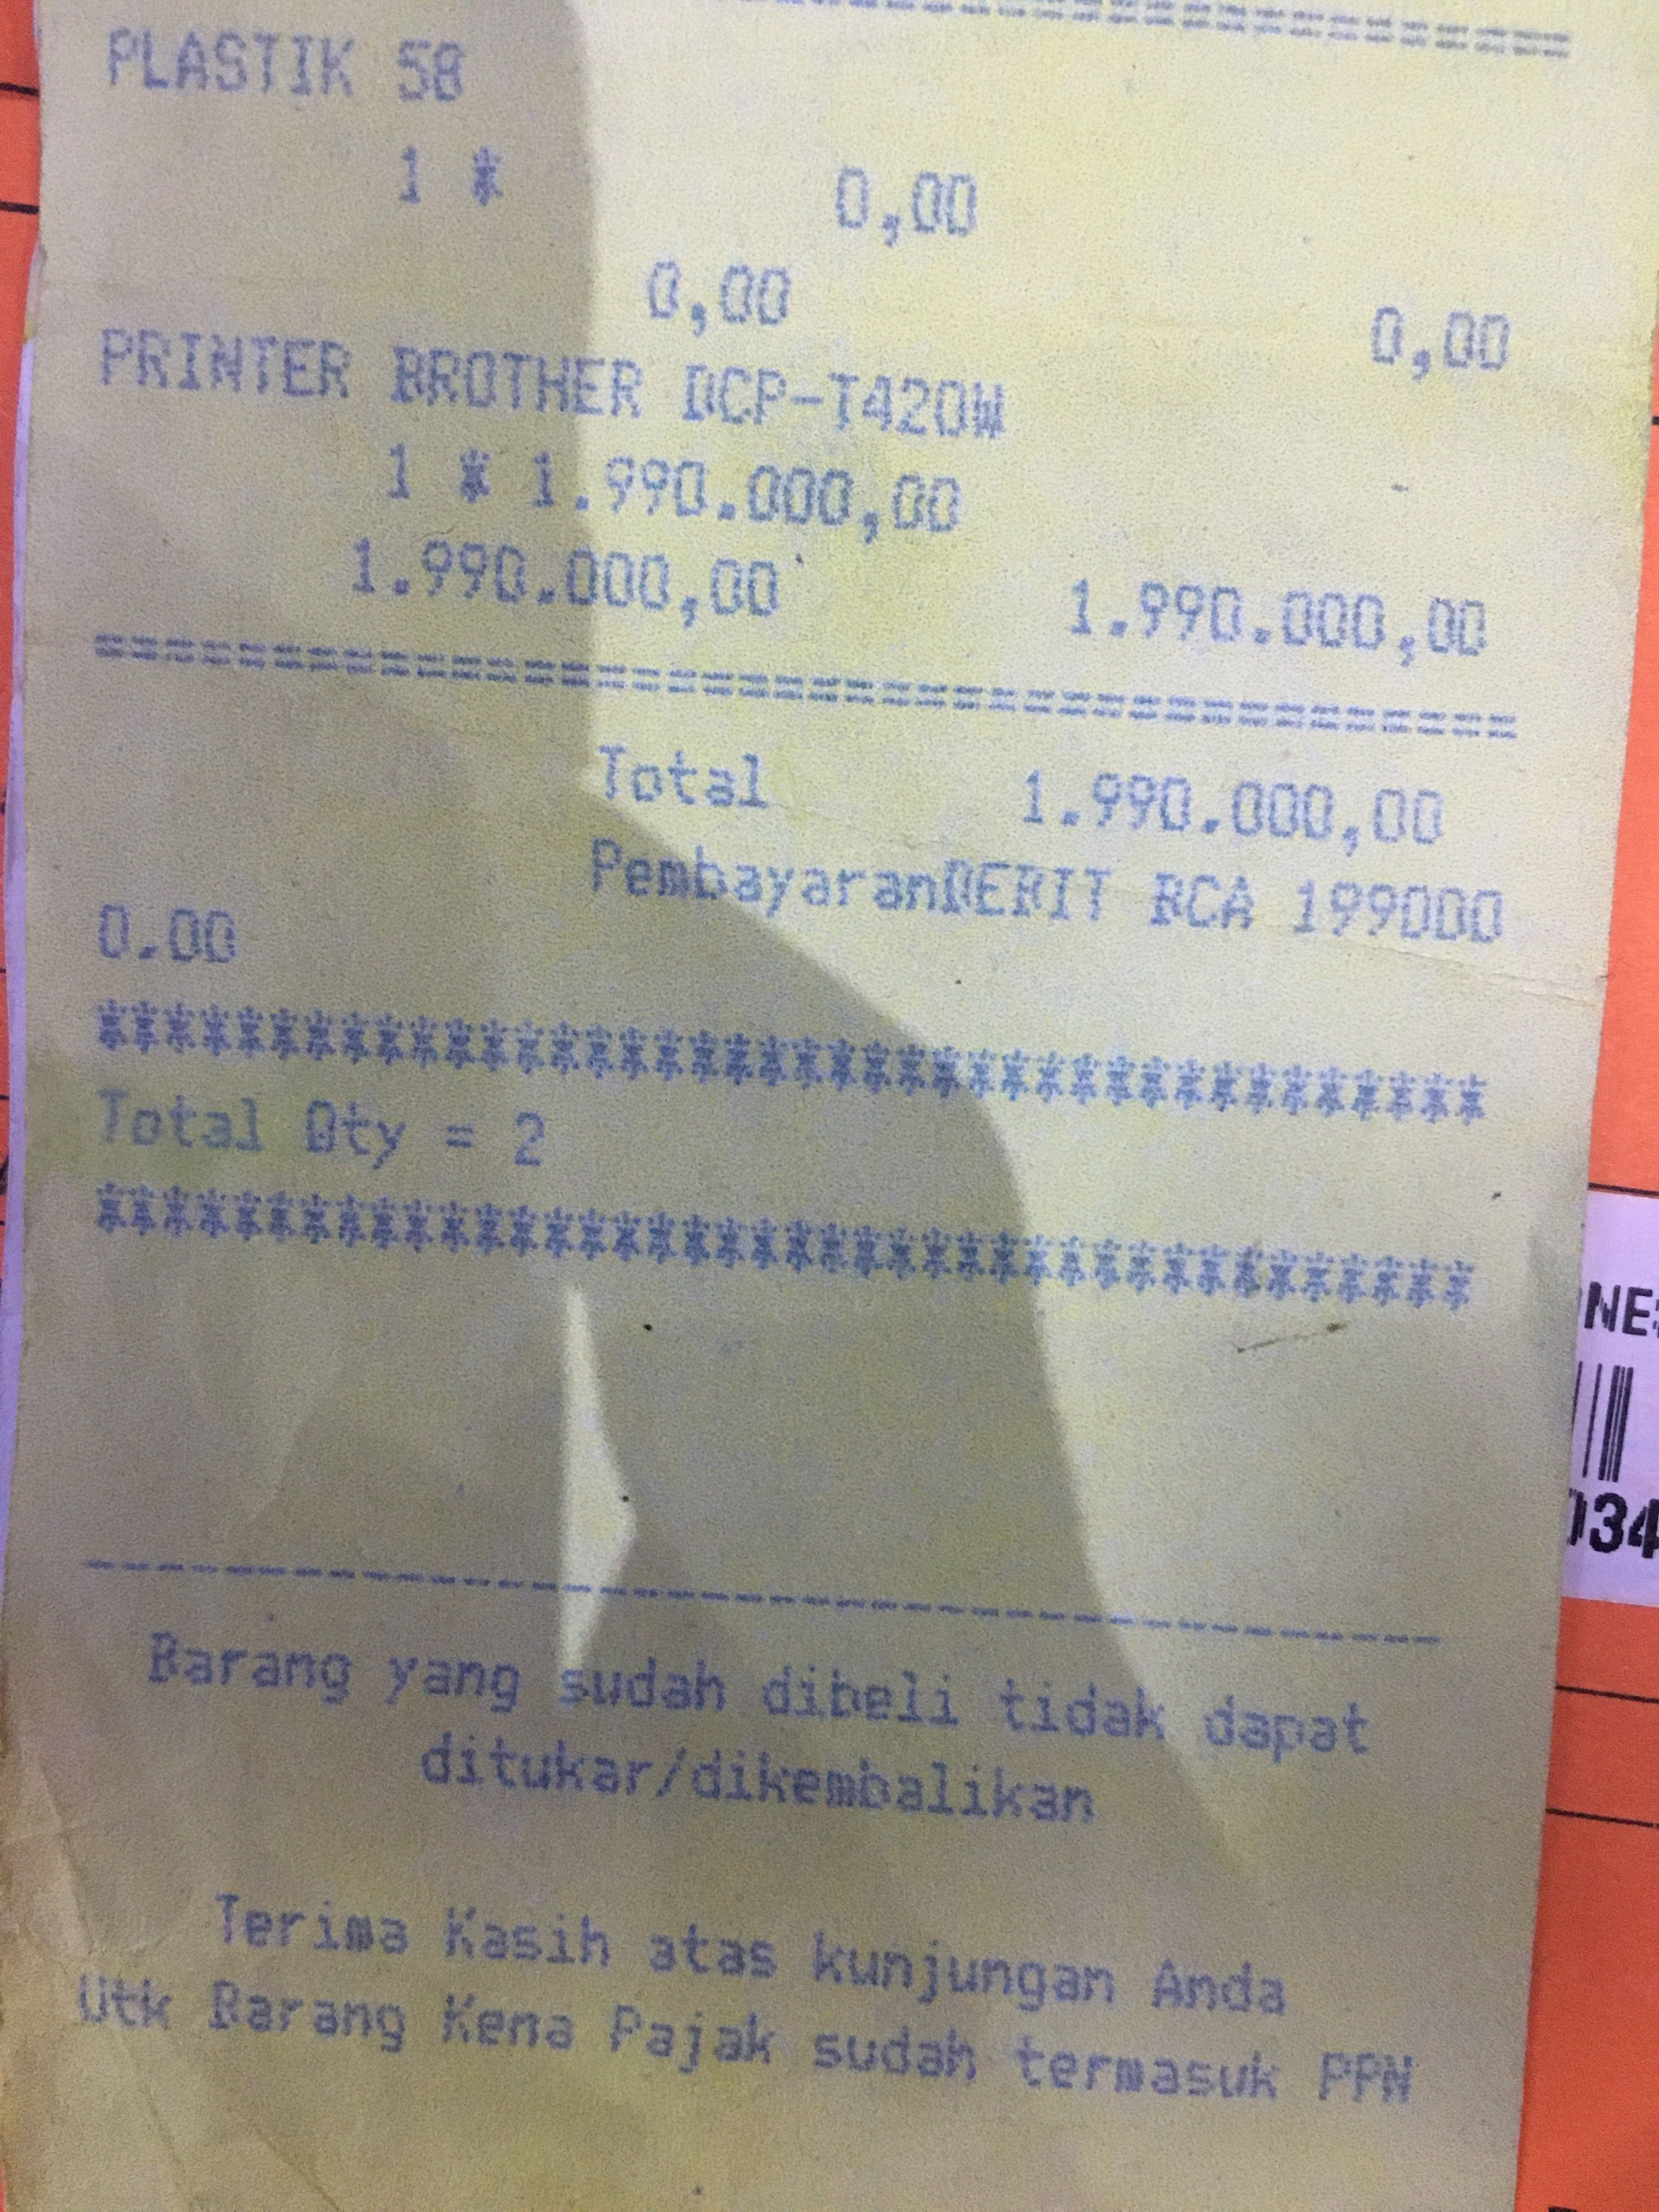 PLASTIK 58
1 * 0,00
0,00 0,00
PRINTER BROTHER DCP-T420W
1 * 1.990.000,00
1.990.000,00 1.990.000,00
================================
Total 1.990.000,00
PembayaranDEBIT BCA 199000
0.00
****************************************
Total Qty = 2
****************************************
----------------------------------------
Barang yang sudah dibeli tidak dapat
ditukar/dikembalikan
Terima Kasih atas kunjungan Anda
Utk Barang Kena Pajak sudah termasuk PPN